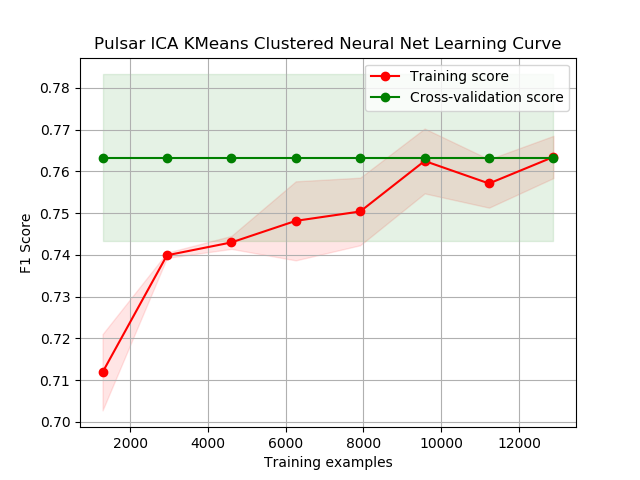 Pulsar ICA KMeans Clustered Neural Net Learning Curve
Training score
Cross-validation score
0.78
0.77
0.76
0.75
0.74
0.73
0.72
0.71
0.70
F1 Score
2000 4000 6000 8000 10000 12000
Training examples